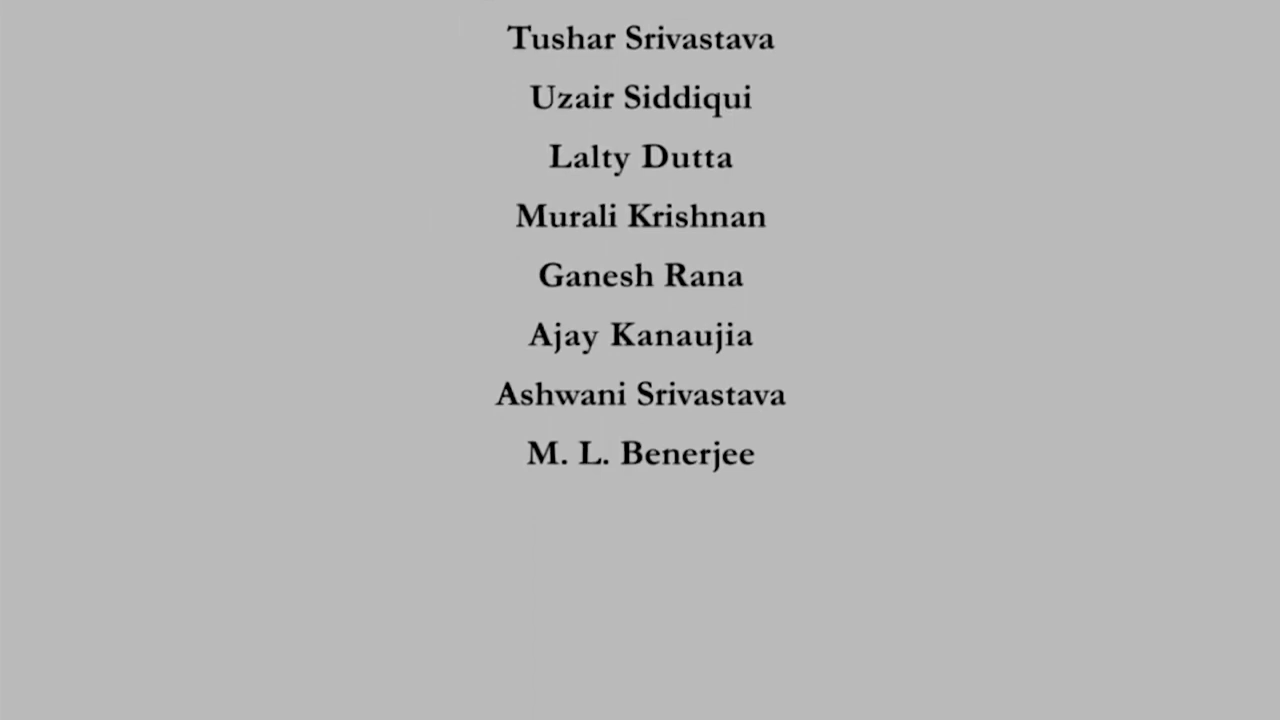 Tushar Srivastava
Uzair Siddiqui
Lalty Dutta
Murali Krishnan
Ganesh Rana
Ajay Kanaujia
Ashwani Srivastava
M. L. Benerjee